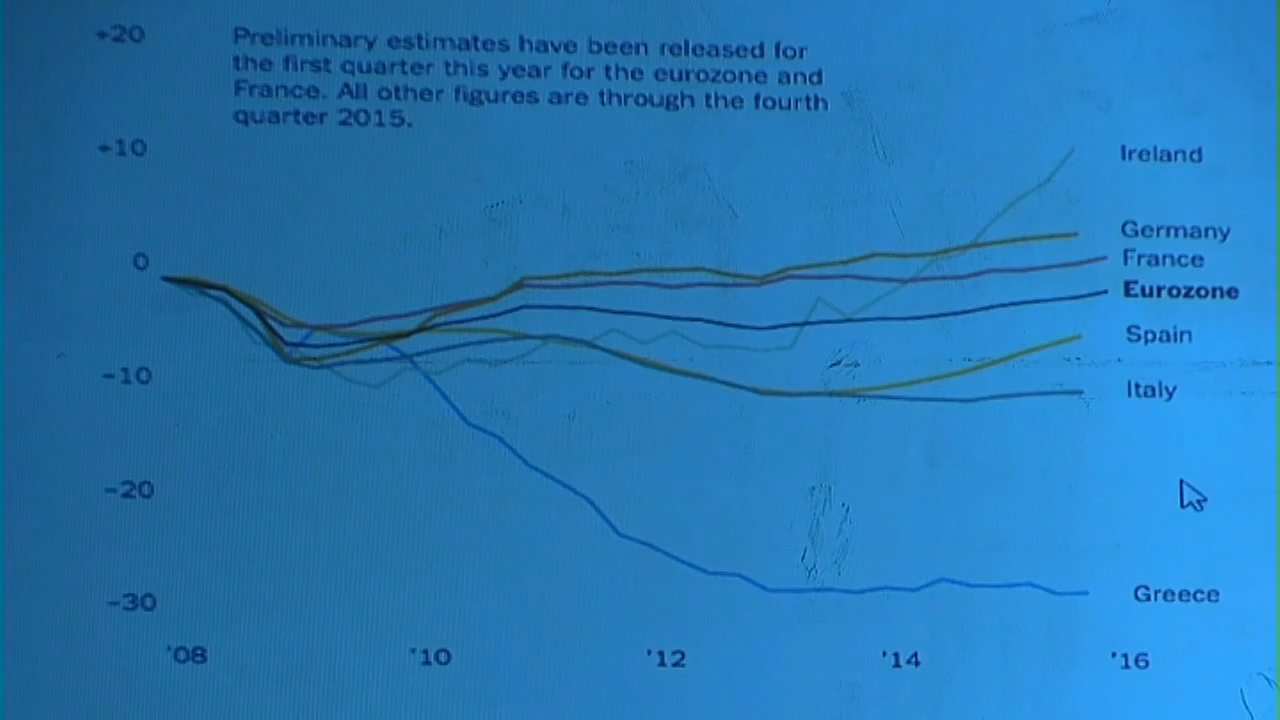 +20
Preliminary estimates have been released for
the first quarter this year for the eurozone and
France. All other figures are through the fourth
quarter 2015.
+10
Ireland
Germany
0
France
Eurozone
Spain
-10
Italy
-20
Greece
-30
'08 '10 '12 '14 '16